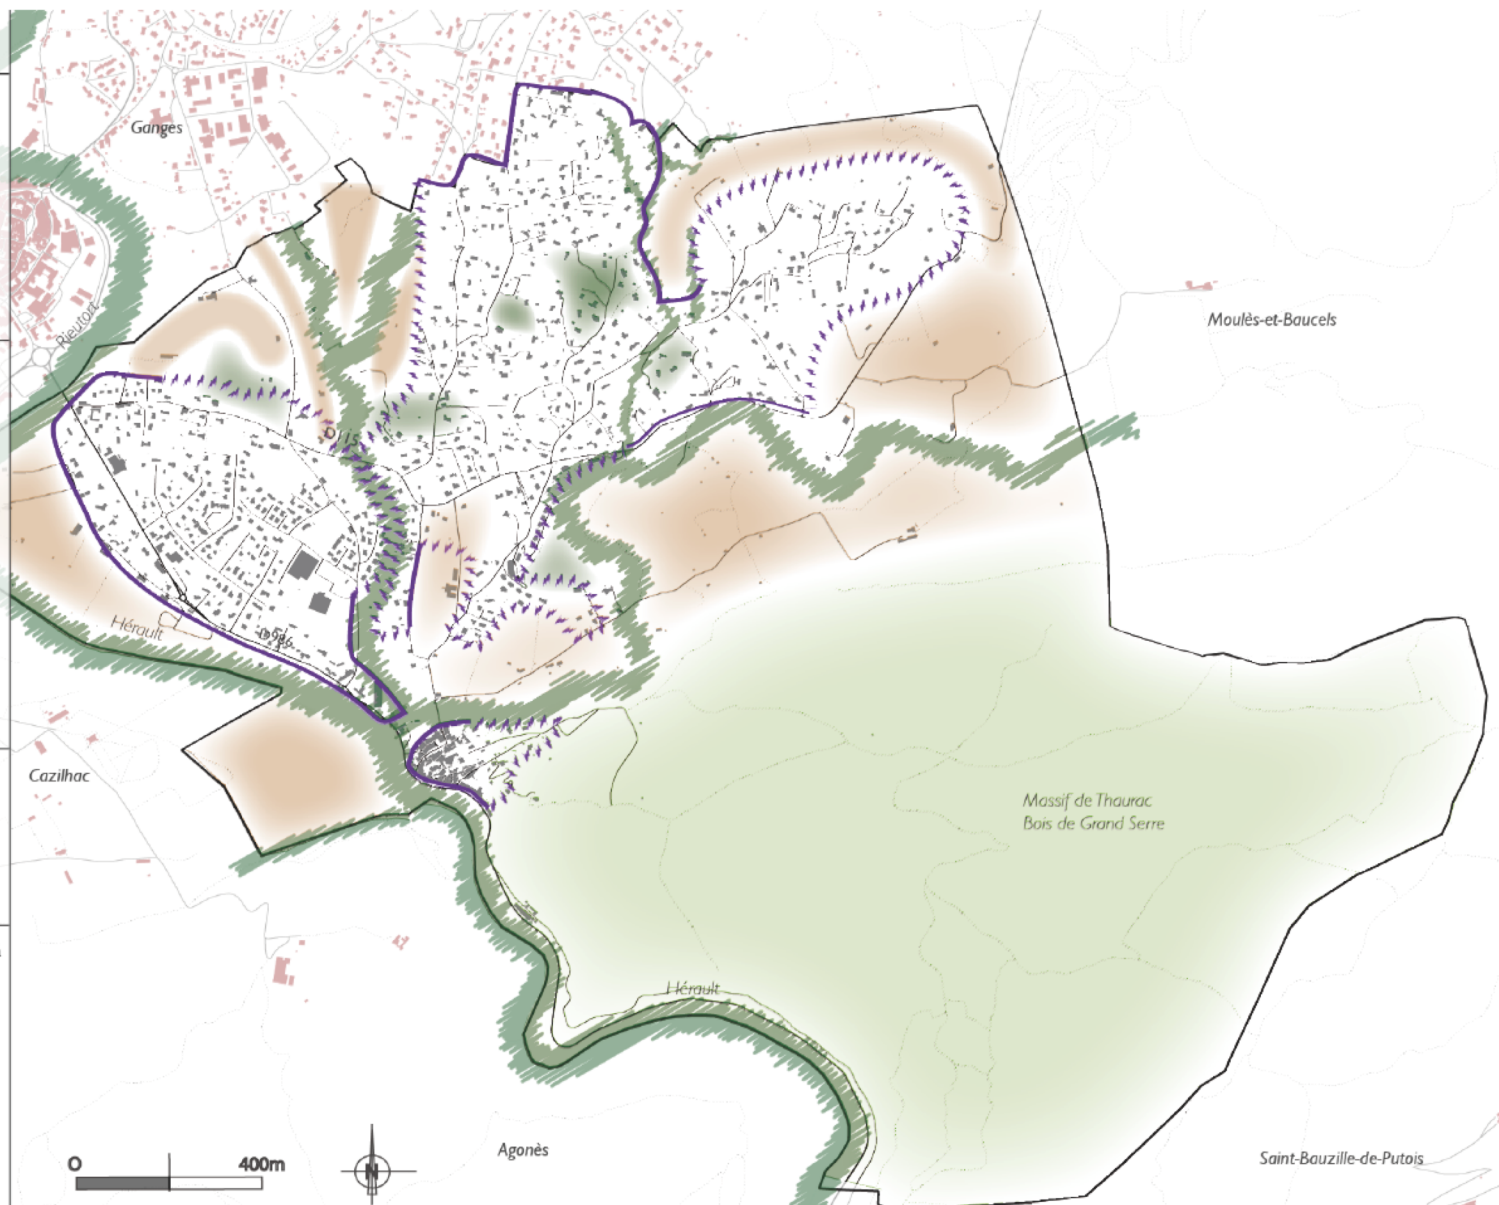 Ganges
Rieutort
Moulès-et-Baucels
D115
Hérault
D986
Cazilhac
Massif de Thaurac
Bois de Grand Serre
Hérault
Agonès
Saint-Bauzille-de-Putois
0 400m
N